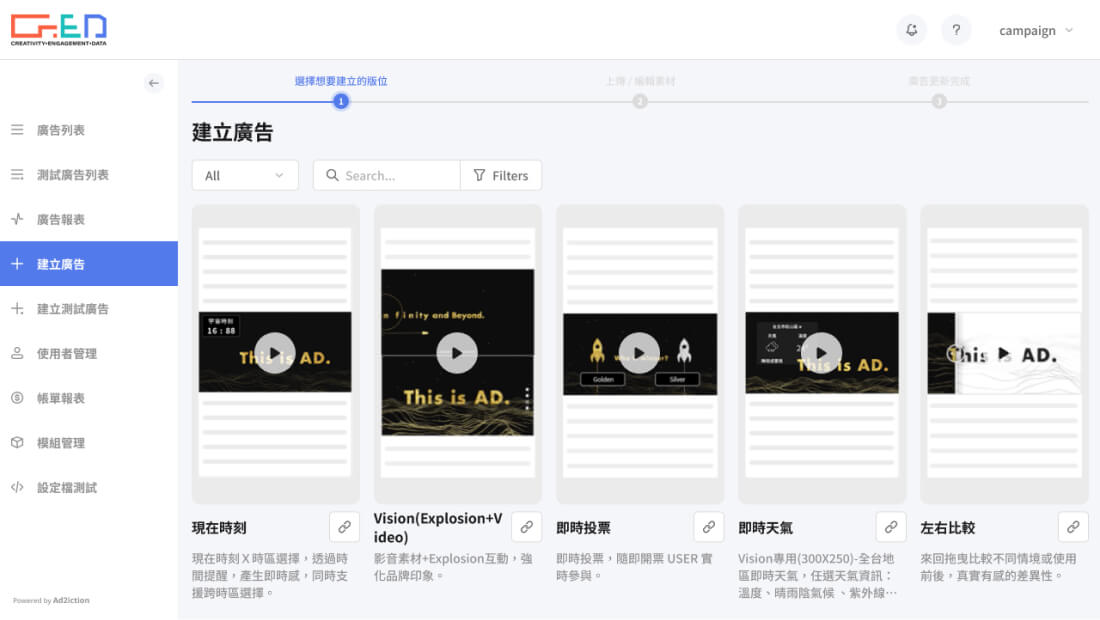 CREATIVITY•ENGAGEMENT•DATA
?
campaign
廣告列表
測試廣告列表
廣告報表
建立廣告
建立測試廣告
使用者管理
帳單報表
模組管理
設定檔測試
Powered by Ad2iction
選擇想要建立的版位
上傳 / 編輯素材
廣告更新完成
1
2
3
建立廣告
All
Search...
Filters
宇宙時刻
16 : 88
This is AD.
finity and Beyond.
This is AD.
Golden
Silver
This is AD.
This is AD.
現在時刻
現在時刻 X 時區選擇，透過時
間提醒，產生即時感，同時支
援跨時區選擇。
Vision(Explosion+V
ideo)
影音素材+Explosion互動，強
化品牌印象。
即時投票
即時投票，隨即開票 USER 實
時參與。
即時天氣
Vision專用(300X250)-全台地
區即時天氣，任選天氣資訊：
溫度、晴雨陰氣候 、紫外線…
左右比較
來回拖曳比較不同情境或使用
前後，真實有感的差異性。